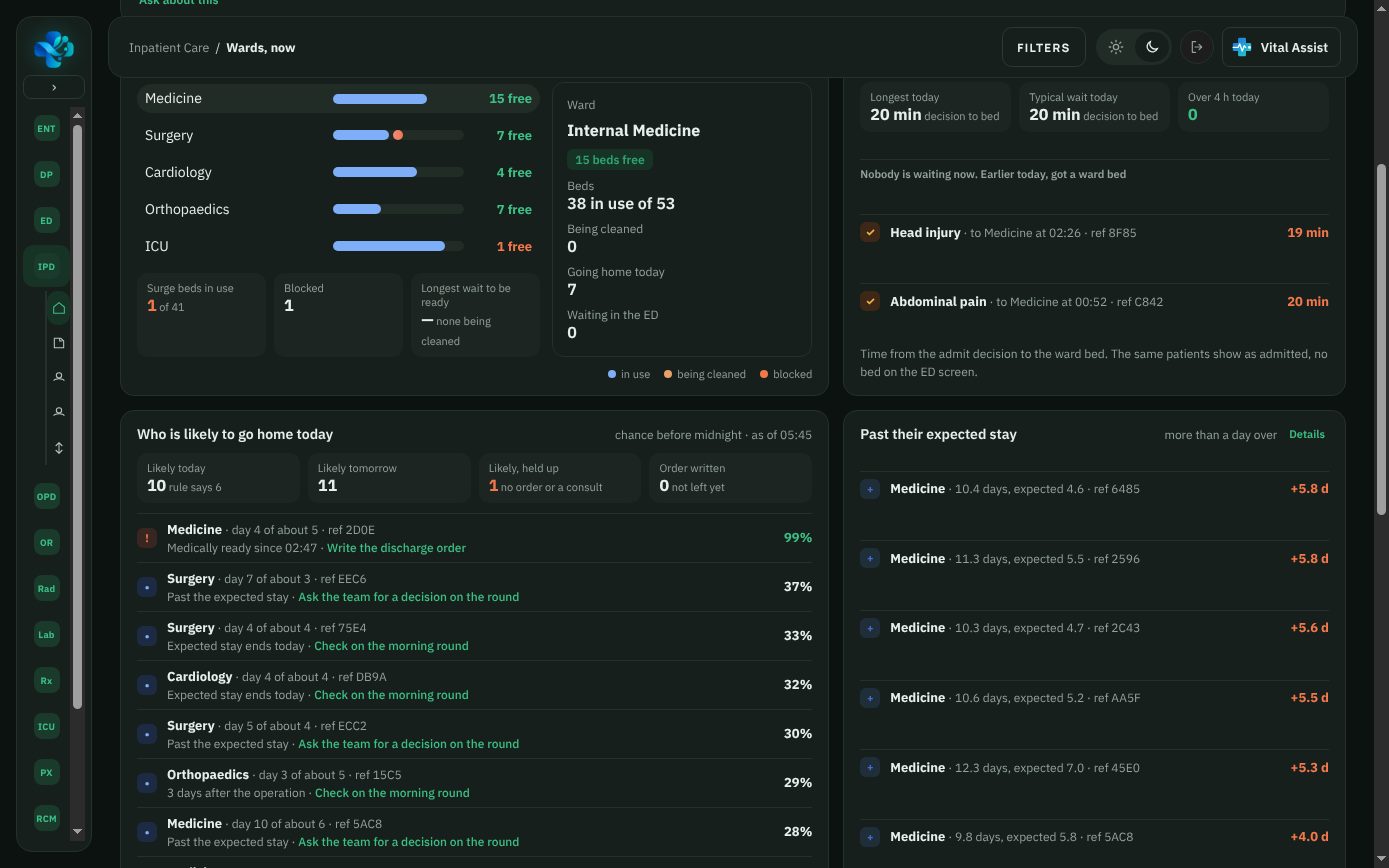 Ask about this
Inpatient Care / Wards, now
FILTERS
Vital Assist
ENT
DP
ED
IPD
OPD
OR
Rad
Lab
Rx
ICU
PX
RCM
Medicine 15 free
Surgery 7 free
Cardiology 4 free
Orthopaedics 7 free
ICU 1 free
Surge beds in use
1 of 41
Blocked
1
Longest wait to be
ready
— none being
cleaned
Ward
Internal Medicine
15 beds free
Beds
38 in use of 53
Being cleaned
0
Going home today
7
Waiting in the ED
0
in use being cleaned blocked
Longest today
20 min decision to bed
Typical wait today
20 min decision to bed
Over 4 h today
0
Nobody is waiting now. Earlier today, got a ward bed
Head injury · to Medicine at 02:26 · ref 8F85 19 min
Abdominal pain · to Medicine at 00:52 · ref C842 20 min
Time from the admit decision to the ward bed. The same patients show as admitted, no
bed on the ED screen.
Who is likely to go home today chance before midnight · as of 05:45
Likely today
10 rule says 6
Likely tomorrow
11
Likely, held up
1 no order or a consult
Order written
0 not left yet
! Medicine · day 4 of about 5 · ref 2D0E 99%
Medically ready since 02:47 · Write the discharge order
Surgery · day 7 of about 3 · ref EEC6 37%
Past the expected stay · Ask the team for a decision on the round
Surgery · day 4 of about 4 · ref 75E4 33%
Expected stay ends today · Check on the morning round
Cardiology · day 4 of about 4 · ref DB9A 32%
Expected stay ends today · Check on the morning round
Surgery · day 5 of about 4 · ref ECC2 30%
Past the expected stay · Ask the team for a decision on the round
Orthopaedics · day 3 of about 5 · ref 15C5 29%
3 days after the operation · Check on the morning round
Medicine · day 10 of about 6 · ref 5AC8 28%
Past the expected stay · Ask the team for a decision on the round
Past their expected stay more than a day over Details
+ Medicine · 10.4 days, expected 4.6 · ref 6485 +5.8 d
+ Medicine · 11.3 days, expected 5.5 · ref 2596 +5.8 d
+ Medicine · 10.3 days, expected 4.7 · ref 2C43 +5.6 d
+ Medicine · 10.6 days, expected 5.2 · ref AA5F +5.5 d
+ Medicine · 12.3 days, expected 7.0 · ref 45E0 +5.3 d
+ Medicine · 9.8 days, expected 5.8 · ref 5AC8 +4.0 d